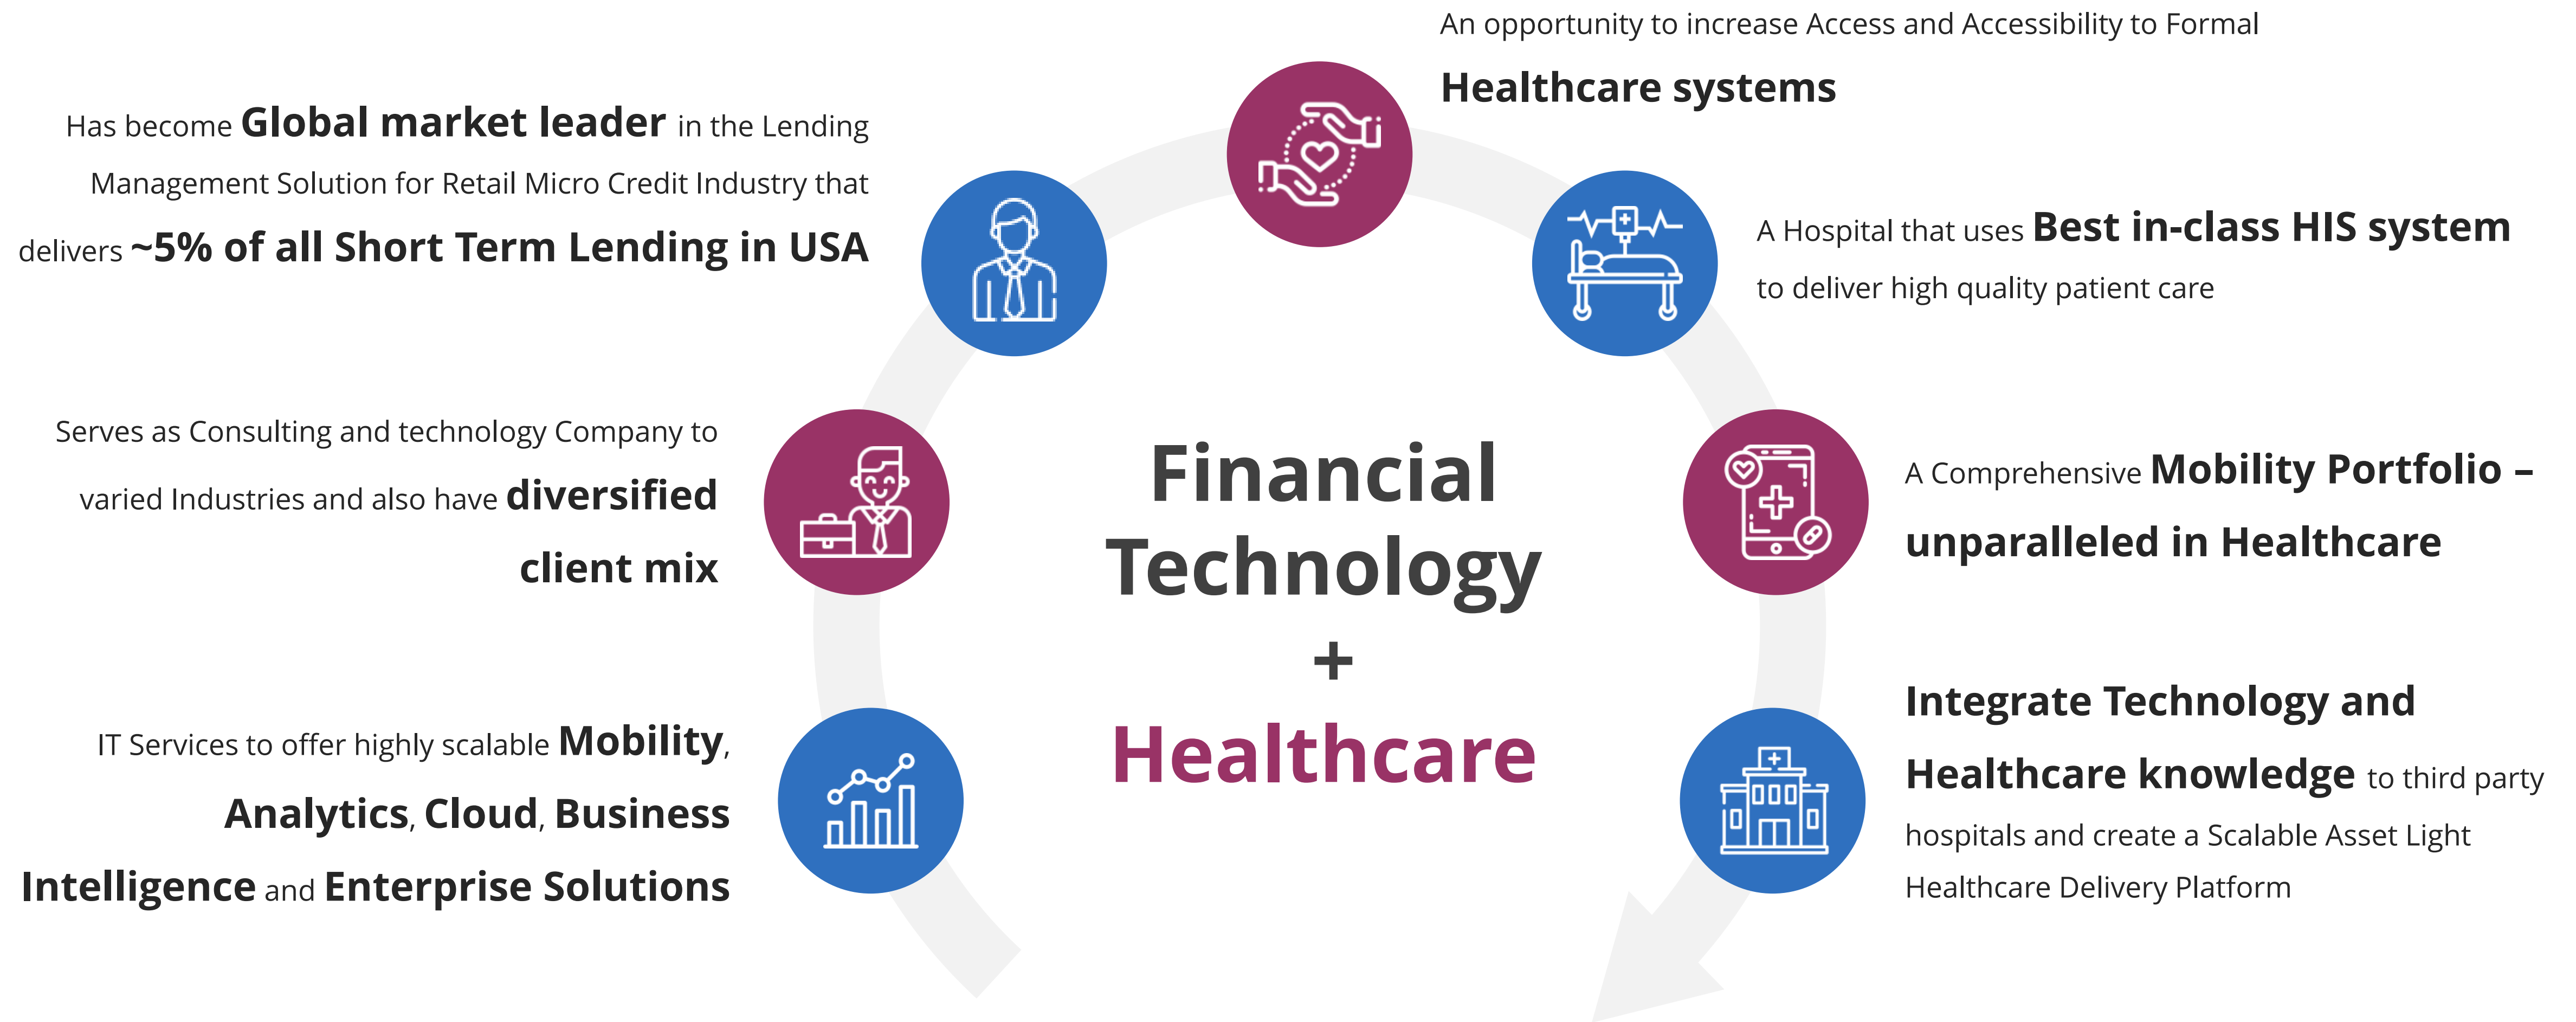 An opportunity to increase Access and Accessibility to Formal
Healthcare systems
Has become Global market leader in the Lending
Management Solution for Retail Micro Credit Industry that
delivers ~5% of all Short Term Lending in USA
A Hospital that uses Best in-class HIS system
to deliver high quality patient care
Serves as Consulting and technology Company to
varied Industries and also have diversified
client mix
Financial
Technology
+
Healthcare
A Comprehensive Mobility Portfolio –
unparalleled in Healthcare
IT Services to offer highly scalable Mobility,
Analytics, Cloud, Business
Intelligence and Enterprise Solutions
Integrate Technology and
Healthcare knowledge to third party
hospitals and create a Scalable Asset Light
Healthcare Delivery Platform